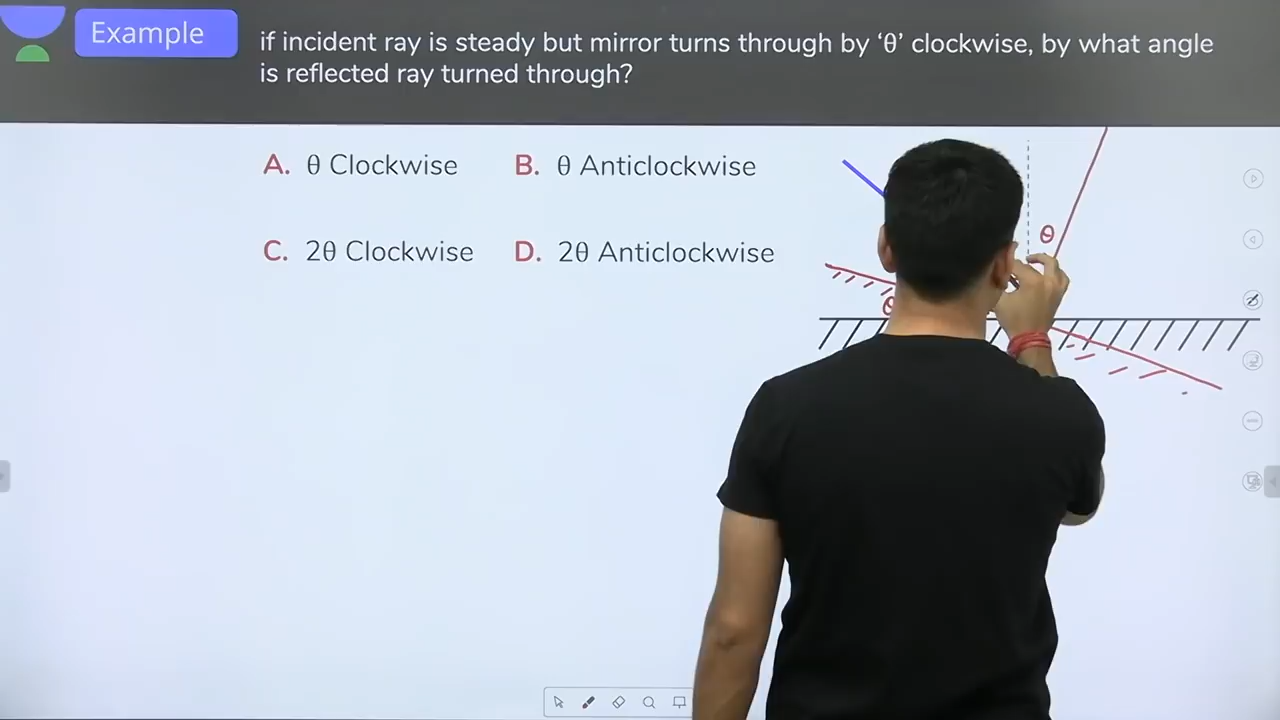 Example
if incident ray is steady but mirror turns through by ‘θ’ clockwise, by what angle
is reflected ray turned through?
A. θ Clockwise
B. θ Anticlockwise
C. 2θ Clockwise
D. 2θ Anticlockwise
θ
θ